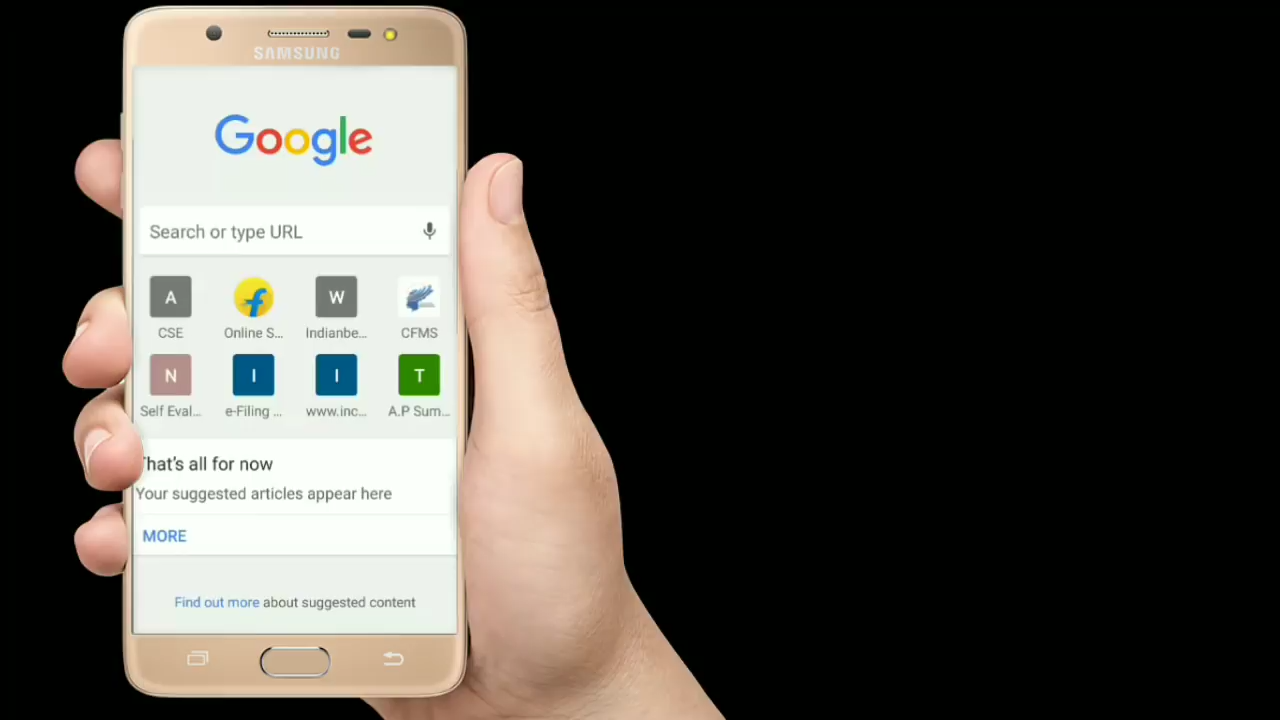 SAMSUNG
Google
Search or type URL
A
W
CSE
Online S...
Indianbe...
CFMS
N
I
I
T
Self Eval...
e-Filing ...
www.inc...
A.P Sum...
That's all for now
Your suggested articles appear here
MORE
Find out more about suggested content